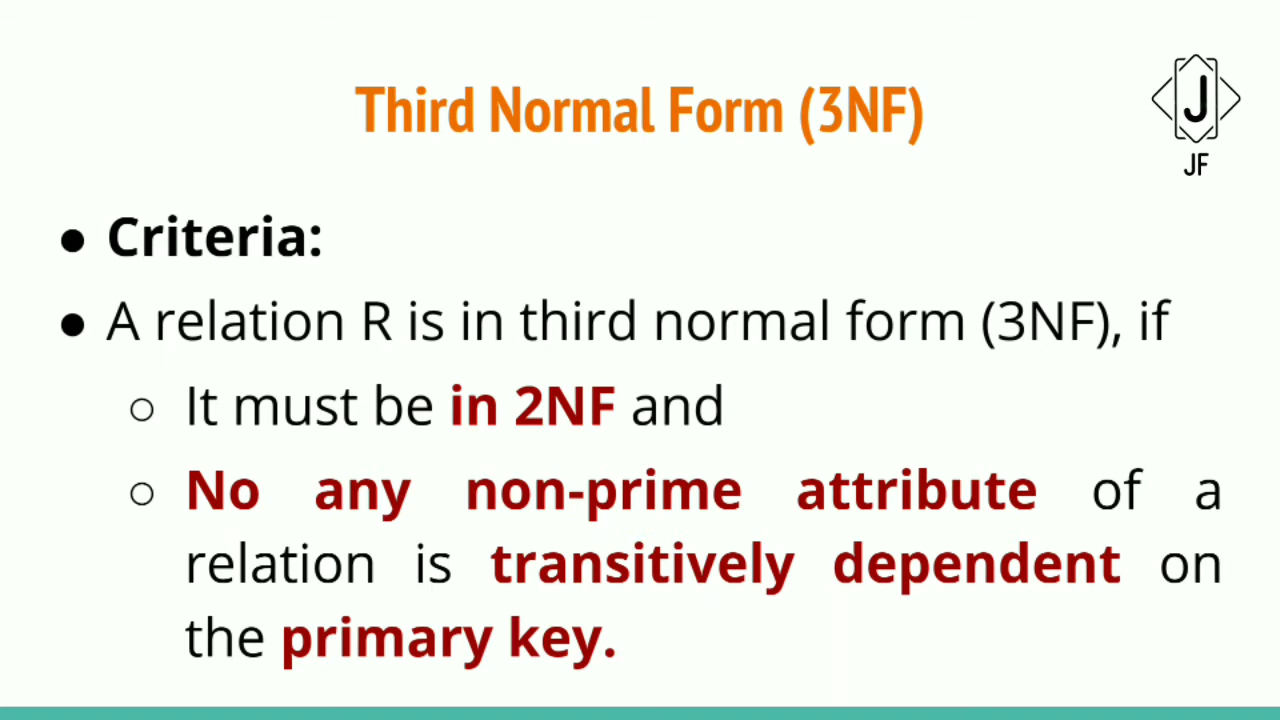 Third Normal Form (3NF)
J
JF
● Criteria:
● A relation R is in third normal form (3NF), if
○ It must be in 2NF and
○ No any non-prime attribute of a
relation is transitively dependent on
the primary key.